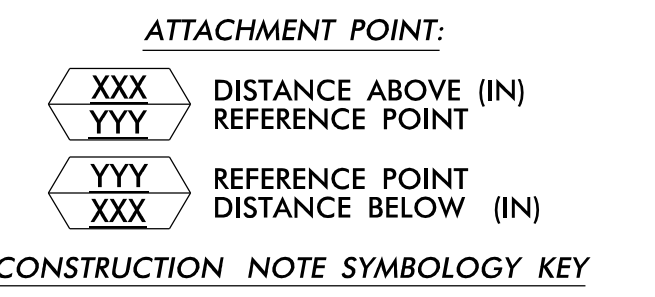 ATTACHMENT POINT:
XXX DISTANCE ABOVE (IN)
YYY REFERENCE POINT
YYY REFERENCE POINT
XXX DISTANCE BELOW (IN)
CONSTRUCTION NOTE SYMBOLOGY KEY